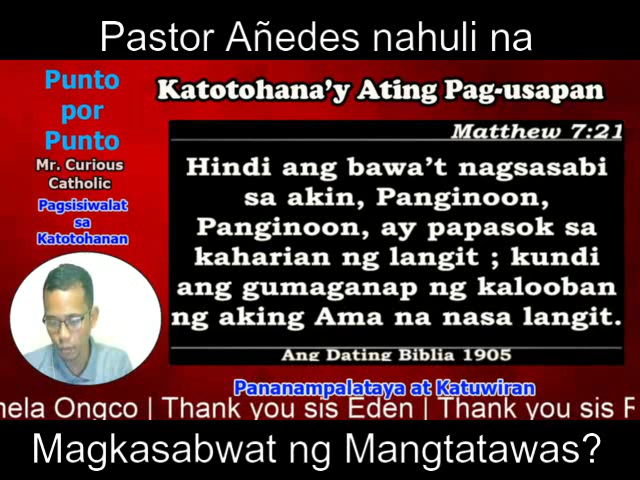 Pastor Añedes nahuli na
Punto
por
Punto
Mr. Curious
Catholic
Pagsisiwalat
sa
Katotohanan
Katotohana'y Ating Pag-usapan
Matthew 7:21
Hindi ang bawa't nagsasabi
sa akin, Panginoon,
Panginoon, ay papasok sa
kaharian ng langit ; kundi
ang gumaganap ng kalooban
ng aking Ama na nasa langit.
Ang Dating Biblia 1905
Pananampalataya at Katuwiran
Ongco | Thank you sis Eden | Thank you sis
Magkasabwat ng Mangtatawas?